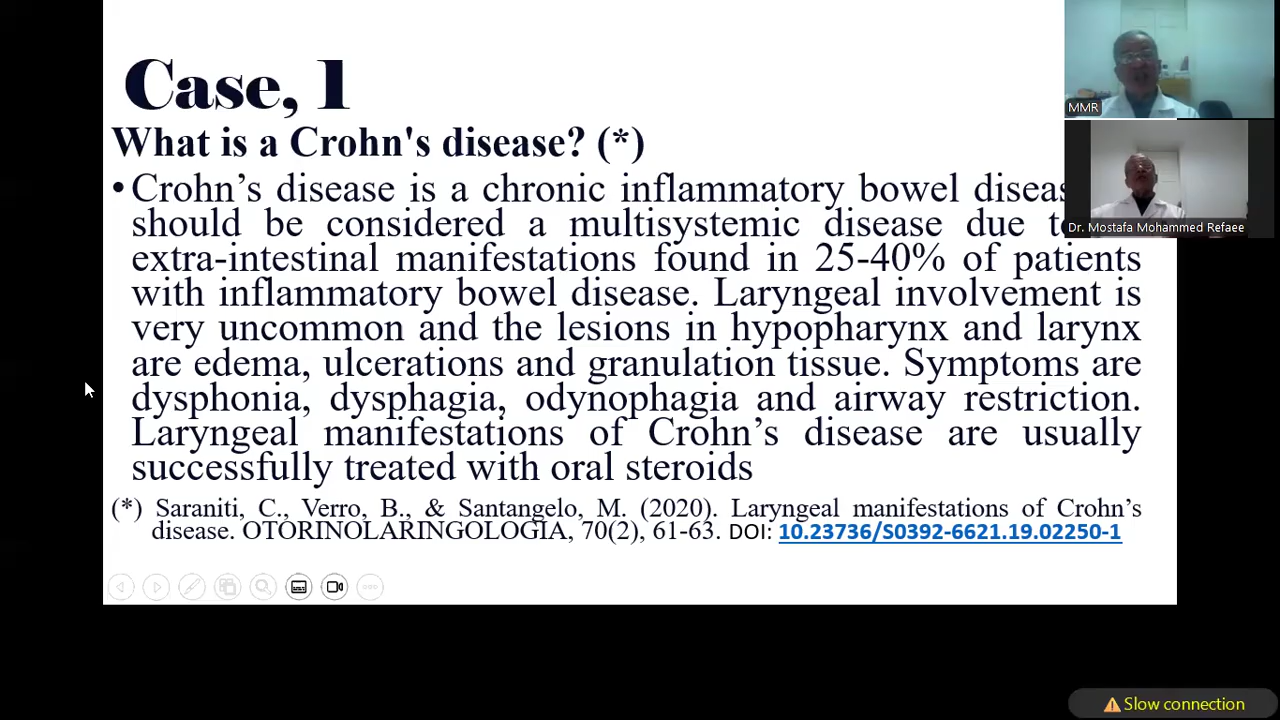 Case, 1
What is a Crohn's disease? (*)
• Crohn’s disease is a chronic inflammatory bowel
should be considered a multisystemic disease due
extra-intestinal manifestations found in 25-40% of patients
with inflammatory bowel disease. Laryngeal involvement is
very uncommon and the lesions in hypopharynx and larynx
are edema, ulcerations and granulation tissue. Symptoms are
dysphonia, dysphagia, odynophagia and airway restriction.
Laryngeal manifestations of Crohn’s disease are usually
successfully treated with oral steroids
(*) Saraniti, C., Verro, B., & Santangelo, M. (2020). Laryngeal manifestations of Crohn’s
disease. OTORINOLARINGOLOGIA, 70(2), 61-63. DOI: 10.23736/S0392-6621.19.02250-1
MMR
Dr. Mostafa Mohammed Refaee
Slow connection